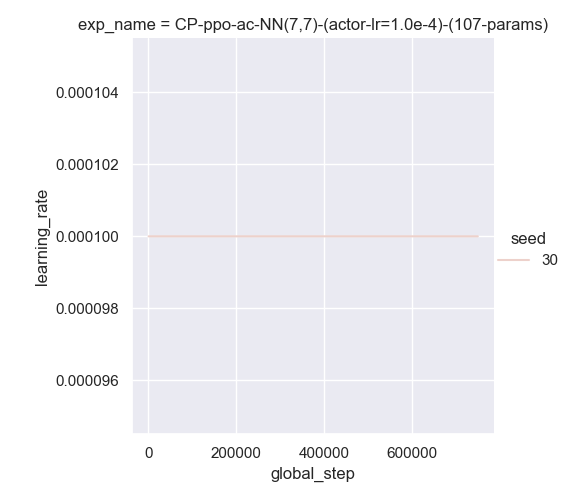 exp_name = CP-ppo-ac-NN(7,7)-(actor-lr=1.0e-4)-(107-params)
0.000104
0.000102
0.000100
0.000098
0.000096
learning_rate
0 200000 400000 600000
global_step
seed
30